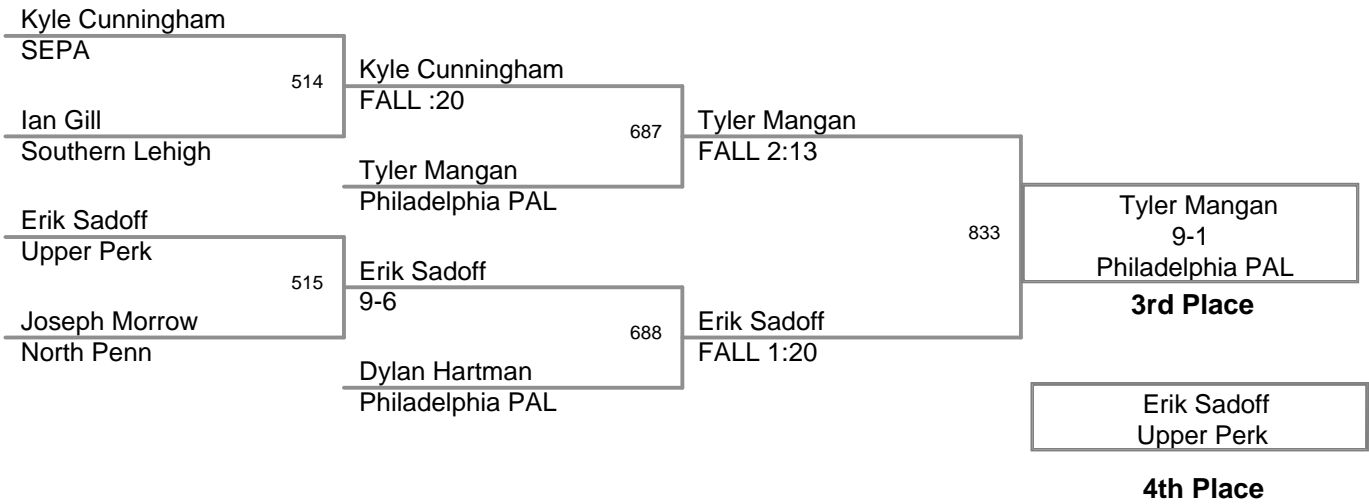 Kyle Cunningham
SEPA
514
Ian Gill
Southern Lehigh
Erik Sadoff
Upper Perk
515
Joseph Morrow
North Penn
Kyle Cunningham
FALL :20
687
Tyler Mangan
Philadelphia PAL
Erik Sadoff
9-6
688
Dylan Hartman
Philadelphia PAL
Tyler Mangan
FALL 2:13
833
Erik Sadoff
FALL 1:20
Tyler Mangan
9-1
Philadelphia PAL
3rd Place
Erik Sadoff
Upper Perk
4th Place